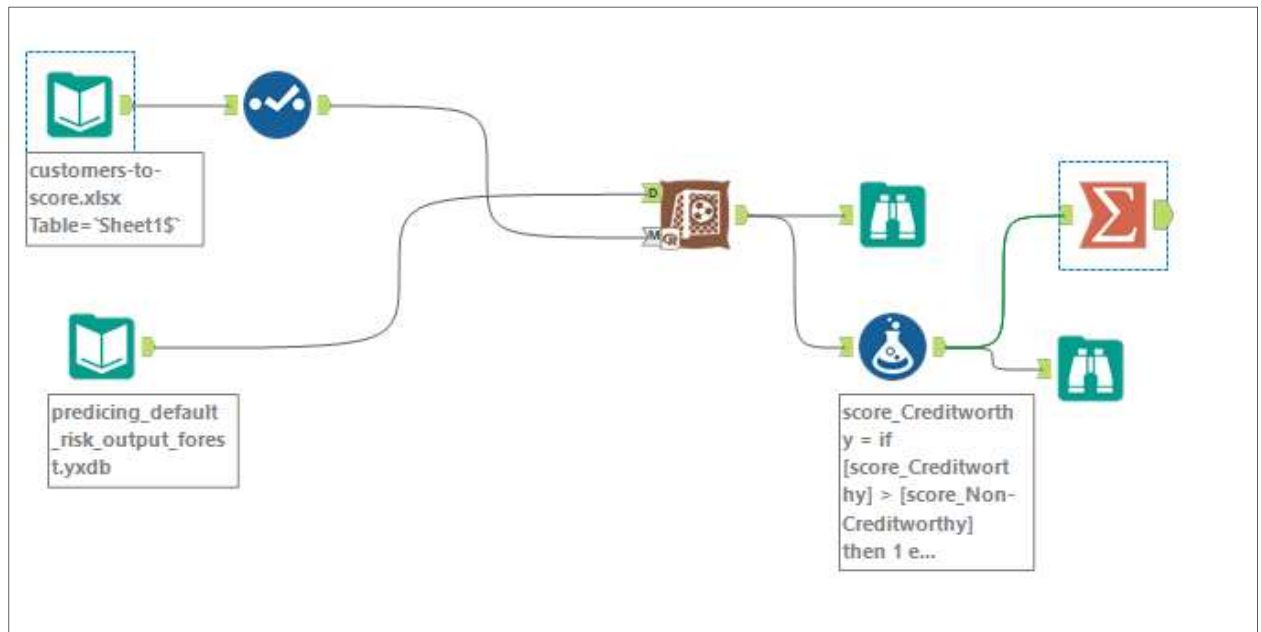 customers-to-
score.xlsx
Table=`Sheet1$`
D
M
predicing_default
_risk_output_fores
t.yxdb
score_Creditworth
y = if
[score_Creditwort
hy] > [score_Non-
Creditworthy]
then 1 e...